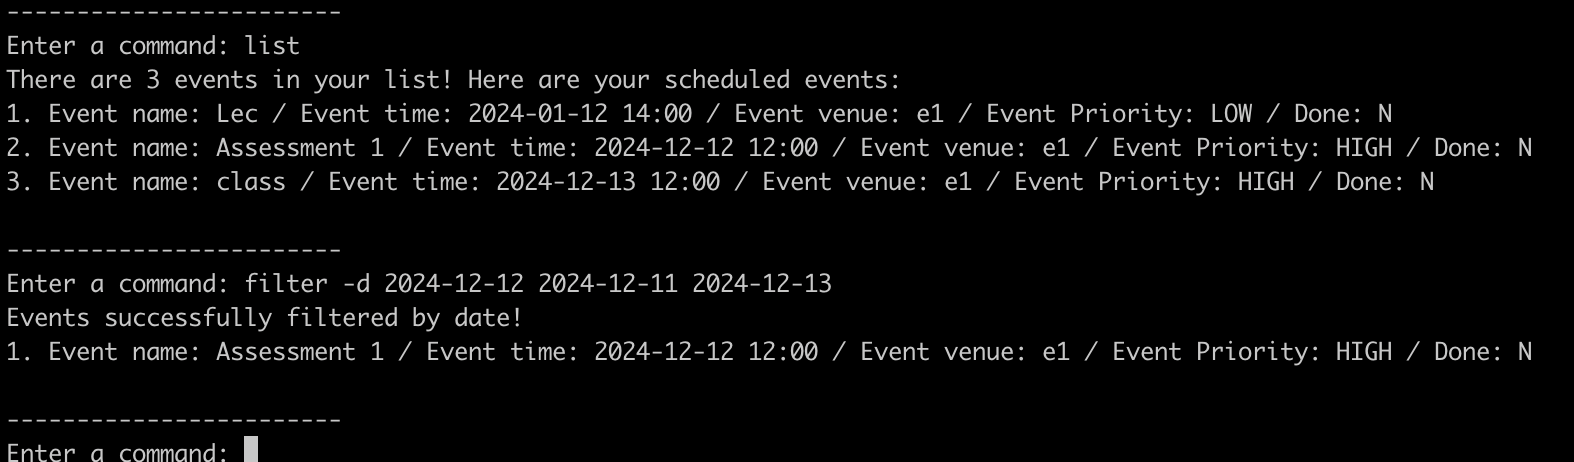 ------------------------
Enter a command: list
There are 3 events in your list! Here are your scheduled events:
1. Event name: Lec / Event time: 2024-01-12 14:00 / Event venue: e1 / Event Priority: LOW / Done: N
2. Event name: Assessment 1 / Event time: 2024-12-12 12:00 / Event venue: e1 / Event Priority: HIGH / Done: N
3. Event name: class / Event time: 2024-12-13 12:00 / Event venue: e1 / Event Priority: HIGH / Done: N
------------------------
Enter a command: filter -d 2024-12-12 2024-12-11 2024-12-13
Events successfully filtered by date!
1. Event name: Assessment 1 / Event time: 2024-12-12 12:00 / Event venue: e1 / Event Priority: HIGH / Done: N
------------------------
Enter a command: